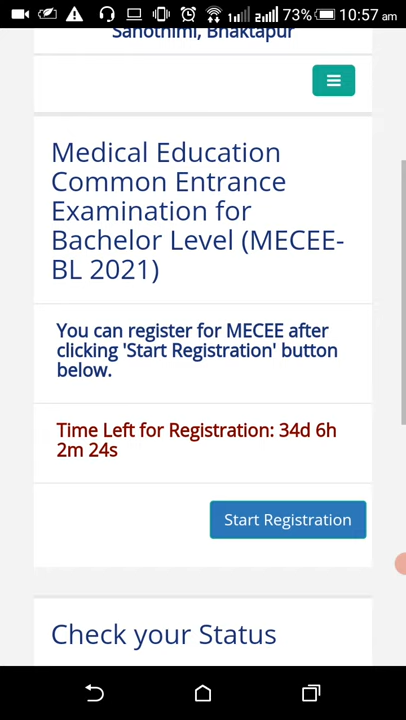 73% 10:57 am
Sanothimi, Bhaktapur
Medical Education
Common Entrance
Examination for
Bachelor Level (MECEE-
BL 2021)
You can register for MECEE after
clicking 'Start Registration' button
below.
Time Left for Registration: 34d 6h
2m 24s
Start Registration
Check your Status